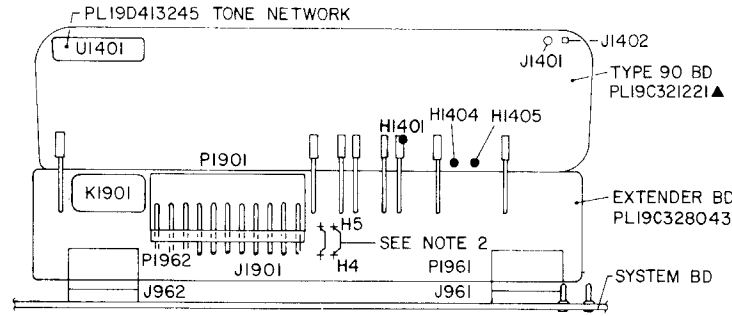 PL19D413245 TONE NETWORK
U1401
J1402
J1401
TYPE 90 BD
PL19C321221▲
H1401
H1404
H1405
P1901
K1901
EXTENDER BD
PL19C328043
H5
SEE NOTE 2
P1962
J1901
H4
P1961
SYSTEM BD
J962
J961